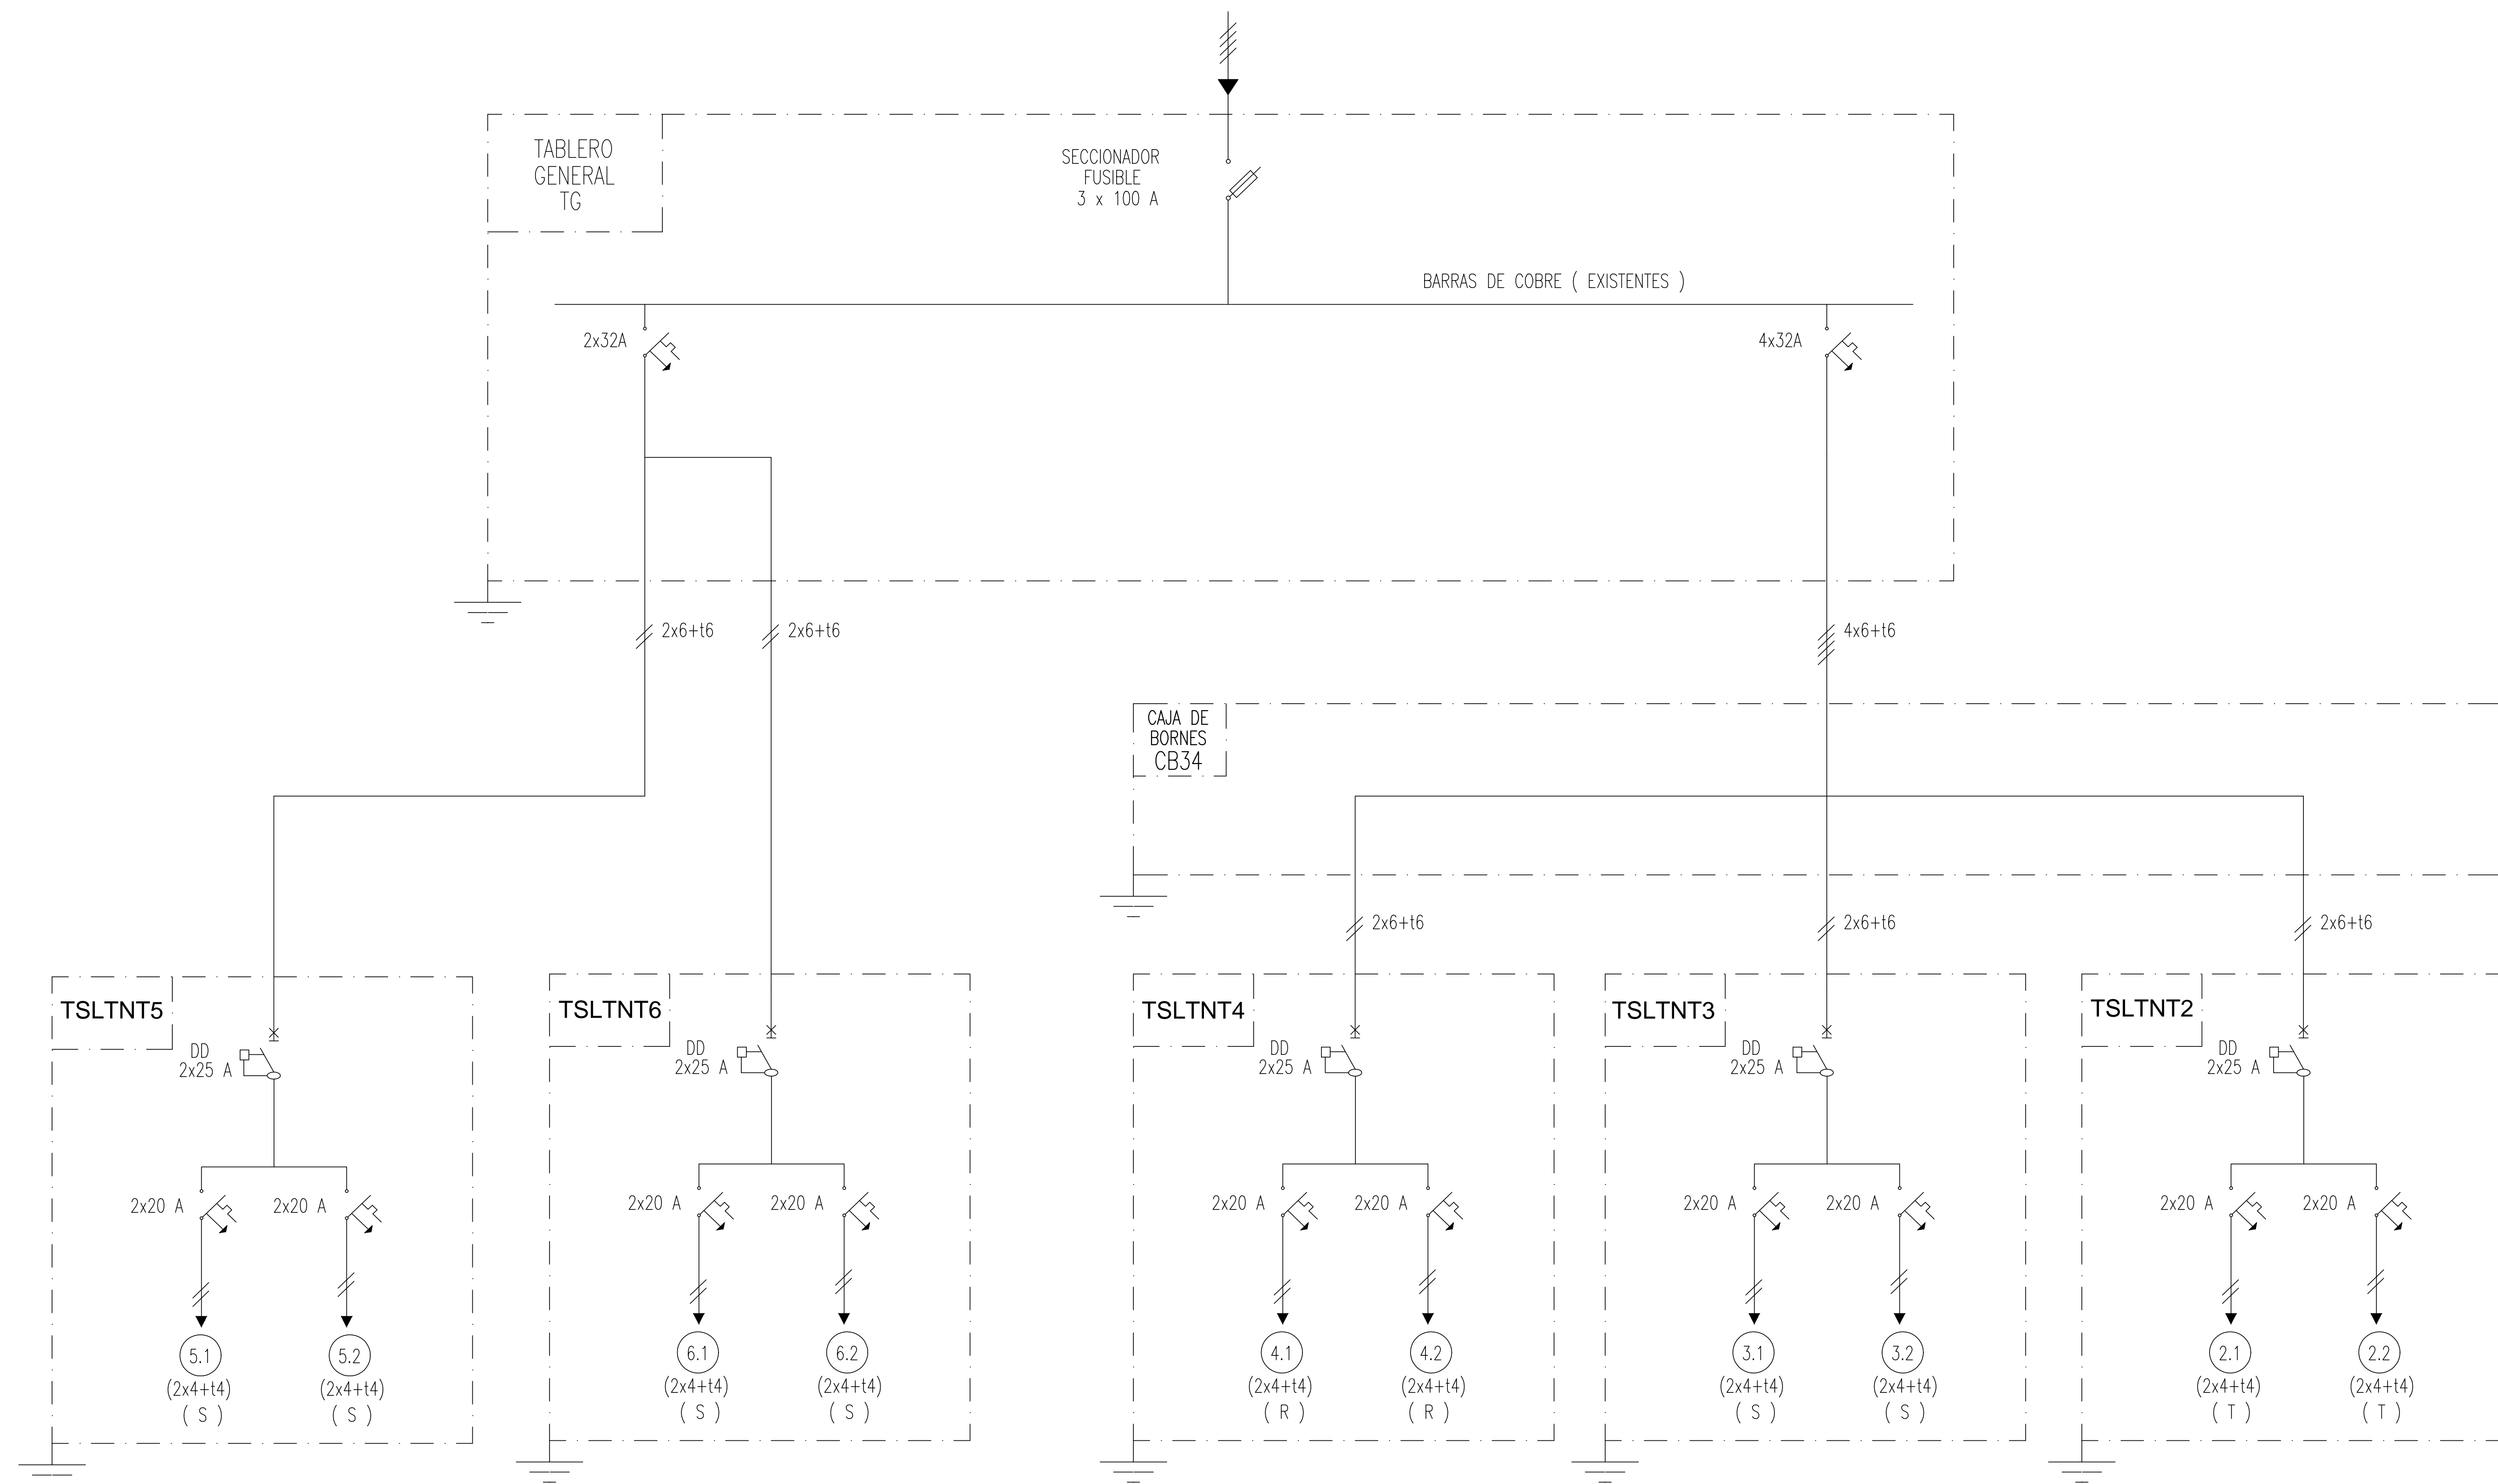 TABLERO
GENERAL
TG
SECCIONADOR
FUSIBLE
3 x 100 A
BARRAS DE COBRE ( EXISTENTES )
2x32A
4x32A
2x6+t6
2x6+t6
4x6+t6
CAJA DE
BORNES
CB34
2x6+t6
2x6+t6
2x6+t6
TSLTNT5
DD
2x25 A
2x20 A
2x20 A
5.1
5.2
(2x4+t4)
(2x4+t4)
( S )
( S )
TSLTNT6
DD
2x25 A
2x20 A
2x20 A
6.1
6.2
(2x4+t4)
(2x4+t4)
( S )
( S )
TSLTNT4
DD
2x25 A
2x20 A
2x20 A
4.1
4.2
(2x4+t4)
(2x4+t4)
( R )
( R )
TSLTNT3
DD
2x25 A
2x20 A
2x20 A
3.1
3.2
(2x4+t4)
(2x4+t4)
( S )
( S )
TSLTNT2
DD
2x25 A
2x20 A
2x20 A
2.1
2.2
(2x4+t4)
(2x4+t4)
( T )
( T )